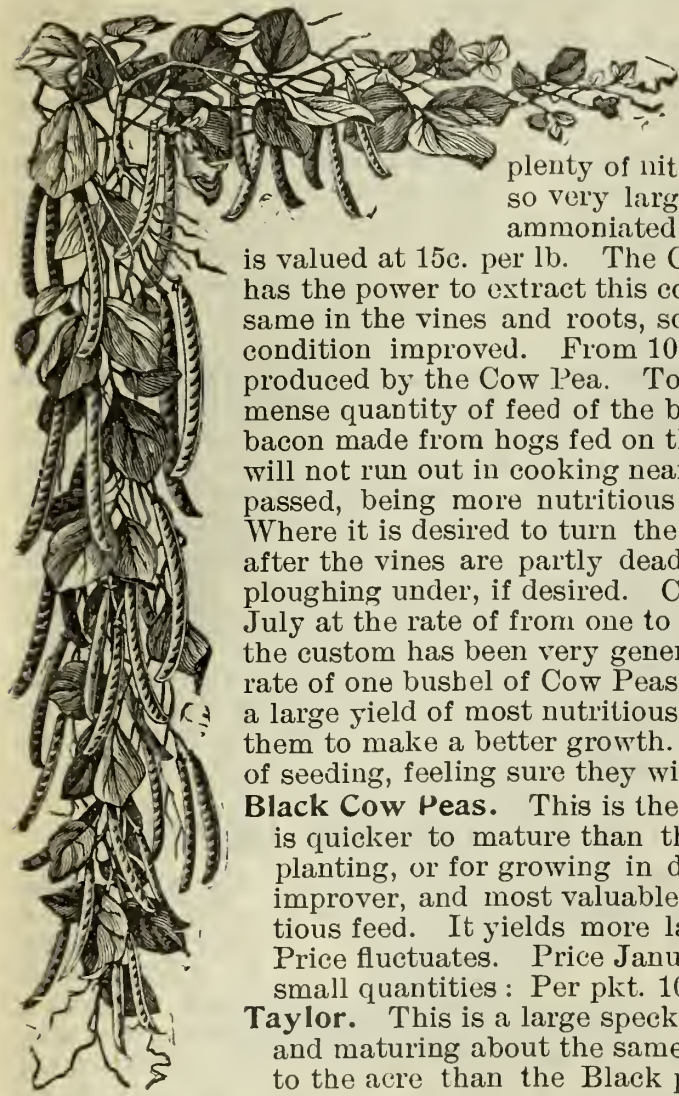 plenty of nit
so very larg
ammoniated
is valued at 15c. per lb. The C
has the power to extract this co
same in the vines and roots, so
condition improved. From 10
produced by the Cow Pea. To
mense quantity of feed of the b
bacon made from hogs fed on th
will not run out in cooking near
passed, being more nutritious
Where it is desired to turn the
after the vines are partly dead
ploughing under, if desired. C
July at the rate of from one to
the custom has been very gener
rate of one bushel of Cow Peas
a large yield of most nutritious
them to make a better growth.
of seeding, feeling sure they wi
Black Cow Peas. This is the
is quicker to mature than th
planting, or for growing in d
improver, and most valuable
tious feed. It yields more la
Price fluctuates. Price Janu
small quantities: Per pkt. 10
Taylor. This is a large speck
and maturing about the same
to the acre than the Black p